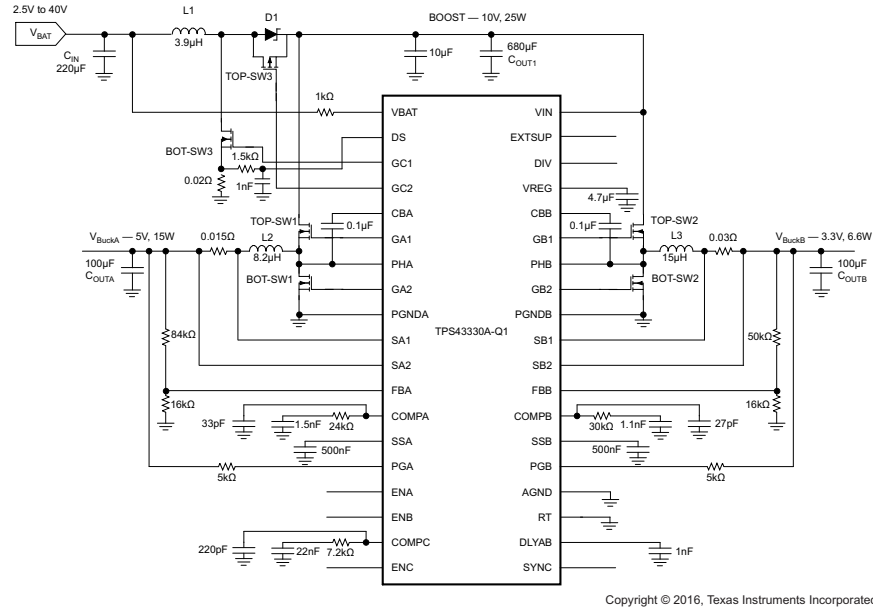 2.5V to 40V
L1
D1
BOOST — 10V, 25W
VBAT
3.9µH
CIN
220µF
10µF
680µF
COUT1
TOP-SW3
1kΩ
VBAT
VIN
DS
EXTSUP
BOT-SW3
1.5kΩ
GC1
DIV
0.02Ω
1nF
GC2
VREG
4.7µF
TOP-SW1
0.1µF
CBA
CBB
0.1µF
TOP-SW2
VBuckA — 5V, 15W
0.015Ω
L2
8.2µH
GA1
GB1
L3
15µH
0.03Ω
VBuckB — 3.3V, 6.6W
PHA
PHB
100µF
COUTA
BOT-SW1
GA2
GB2
BOT-SW2
100µF
COUTB
PGNDA
PGNDB
TPS43330A-Q1
84kΩ
SA1
SB1
50kΩ
SA2
SB2
FBA
FBB
16kΩ
16kΩ
33pF
1.5nF
24kΩ
COMPA
COMPB
30kΩ
1.1nF
27pF
500nF
SSA
SSB
500nF
5kΩ
PGA
PGB
5kΩ
ENA
AGND
ENB
RT
220pF
22nF
7.2kΩ
COMPC
DLYAB
1nF
ENC
SYNC
Copyright © 2016, Texas Instruments Incorporated